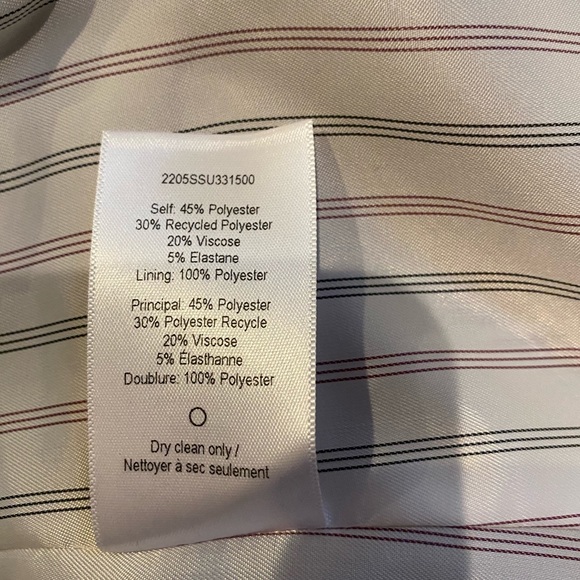 2205SSU331500
Self: 45% Polyester
30% Recycled Polyester
20% Viscose
5% Elastane
Lining: 100% Polyester
Principal: 45% Polyester
30% Polyester Recycle
20% Viscose
5% Élasthanne
Doublure: 100% Polyester
Dry clean only /
Nettoyer à sec seulement